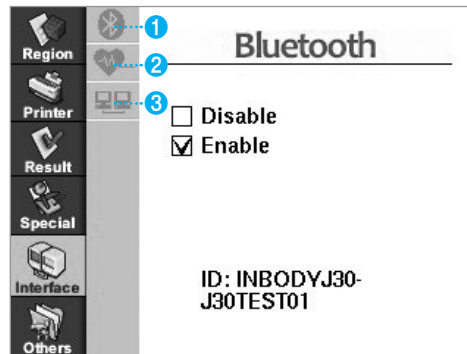 Region
Printer
Result
Special
Interface
Others
1
2
3
Bluetooth
Disable
Enable
ID: INBODYJ30-
J30TEST01